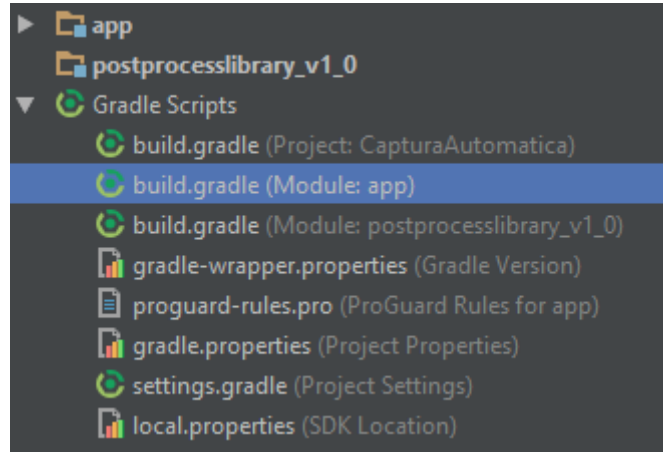 app
postprocesslibrary_v1_0
Gradle Scripts
build.gradle (Project: CapturaAutomatica)
build.gradle (Module: app)
build.gradle (Module: postprocesslibrary_v1_0)
gradle-wrapper.properties (Gradle Version)
proguard-rules.pro (ProGuard Rules for app)
gradle.properties (Project Properties)
settings.gradle (Project Settings)
local.properties (SDK Location)